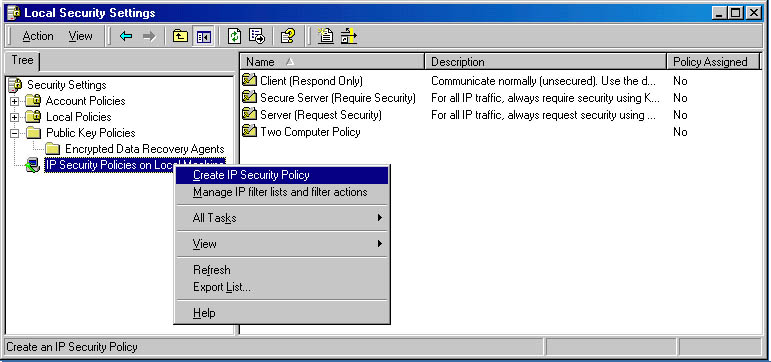 Local Security Settings
Action View
Tree
Name Description Policy Assigned
Security Settings
Account Policies
Local Policies
Public Key Policies
Encrypted Data Recovery Agents
IP Security Policies on Local
Client (Respond Only) Communicate normally (unsecured). Use the d... No
Secure Server (Require Security) For all IP traffic, always require security using K... No
Server (Request Security) For all IP traffic, always request security using ... No
Two Computer Policy No
Create IP Security Policy
Manage IP filter lists and filter actions
All Tasks
View
Refresh
Export List...
Help
Create an IP Security Policy